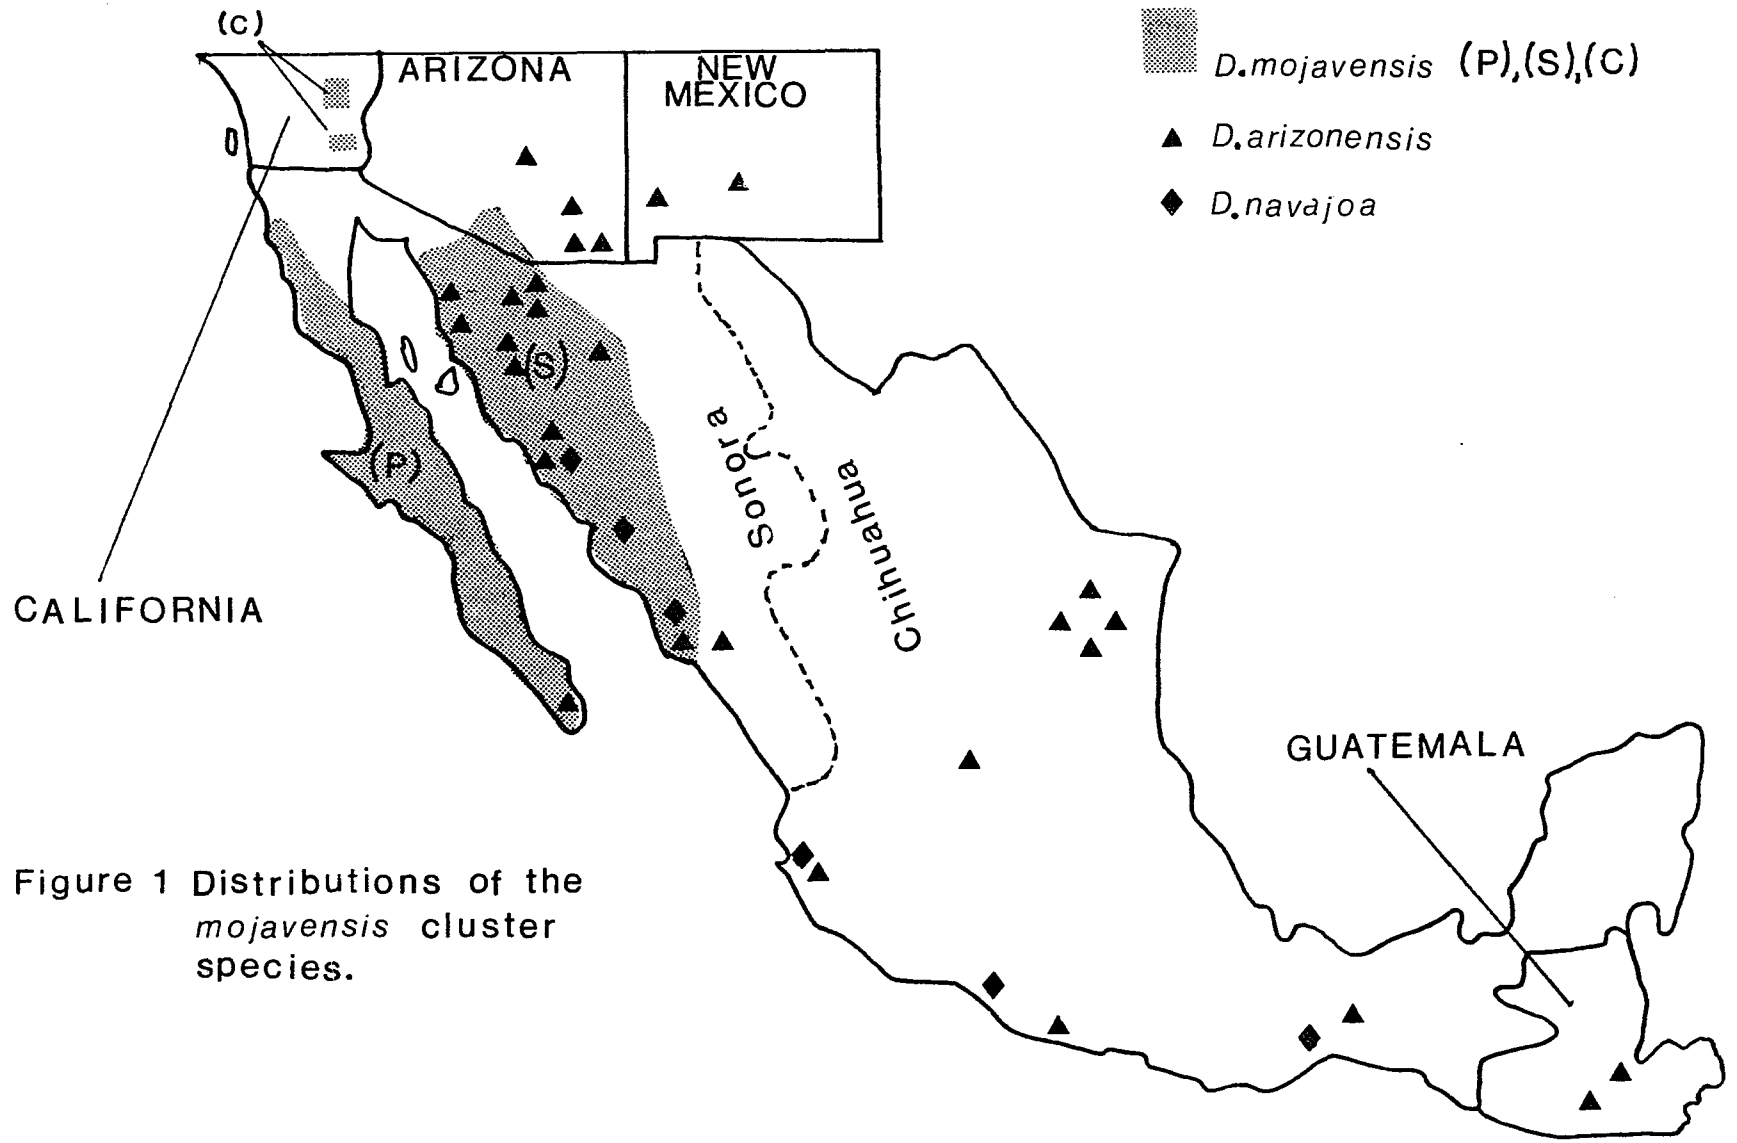 (C)
ARIZONA
NEW
MEXICO
D.mojavensis (P),(S),(C)
D.arizonensis
D.navajoa
(S)
(P)
Sonora
Chihuahua
CALIFORNIA
GUATEMALA
Figure 1 Distributions of the
mojavensis cluster
species.